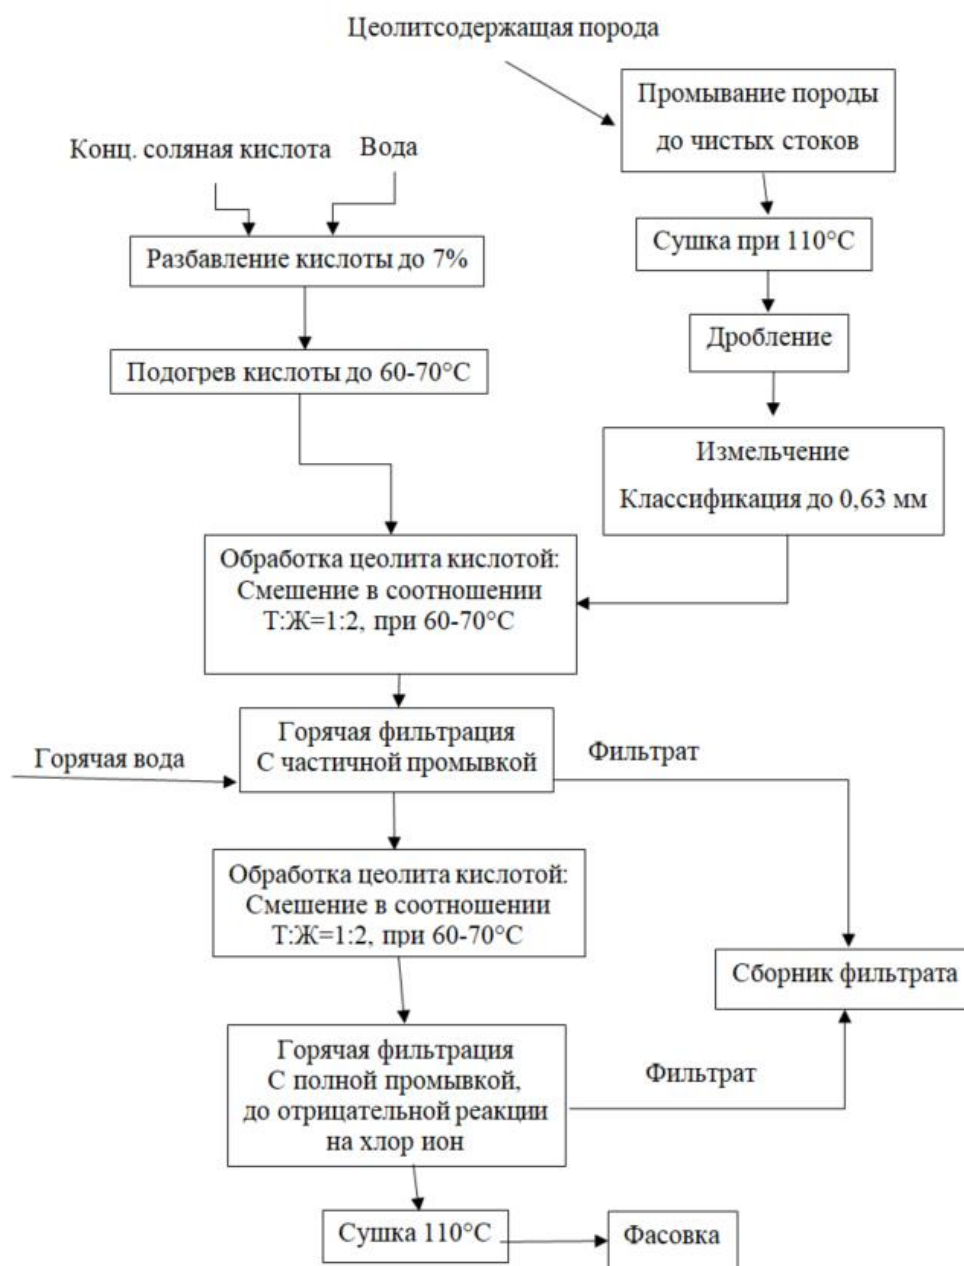 Цеолитсодержащая порода
Промывание породы
до чистых стоков
Конц. соляная кислота
Вода
Сушка при 110°С
Разбавление кислоты до 7%
Дробление
Подогрев кислоты до 60-70°С
Измельчение
Классификация до 0,63 мм
Обработка цеолита кислотой:
Смешение в соотношении
Т:Ж=1:2, при 60-70°С
Горячая фильтрация
С частичной промывкой
Горячая вода
Фильтрат
Обработка цеолита кислотой:
Смешение в соотношении
Т:Ж=1:2, при 60-70°С
Сборник фильтрата
Горячая фильтрация
С полной промывкой,
до отрицательной реакции
на хлор ион
Фильтрат
Сушка 110°С
Фасовка